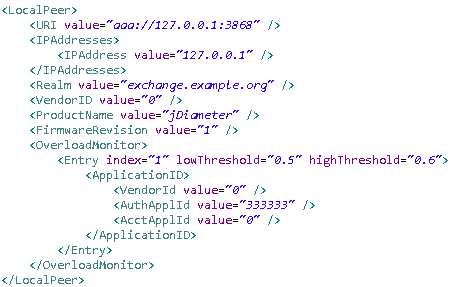 <LocalPeer>
<URI value="aaa://127.0.0.1:3868" />
<IPAddresses>
<IPAddress value="127.0.0.1" />
</IPAddresses>
<Realm value="exchange.example.org" />
<VendorID value="0" />
<ProductName value="jDiameter" />
<FirmwareRevision value="1" />
<OverloadMonitor>
<Entry index="1" lowThreshold="0.5" highThreshold="0.6">
<ApplicationID>
<VendorId value="0" />
<AuthApplId value="333333" />
<AcctApplId value="0" />
</ApplicationID>
</Entry>
</OverloadMonitor>
</LocalPeer>